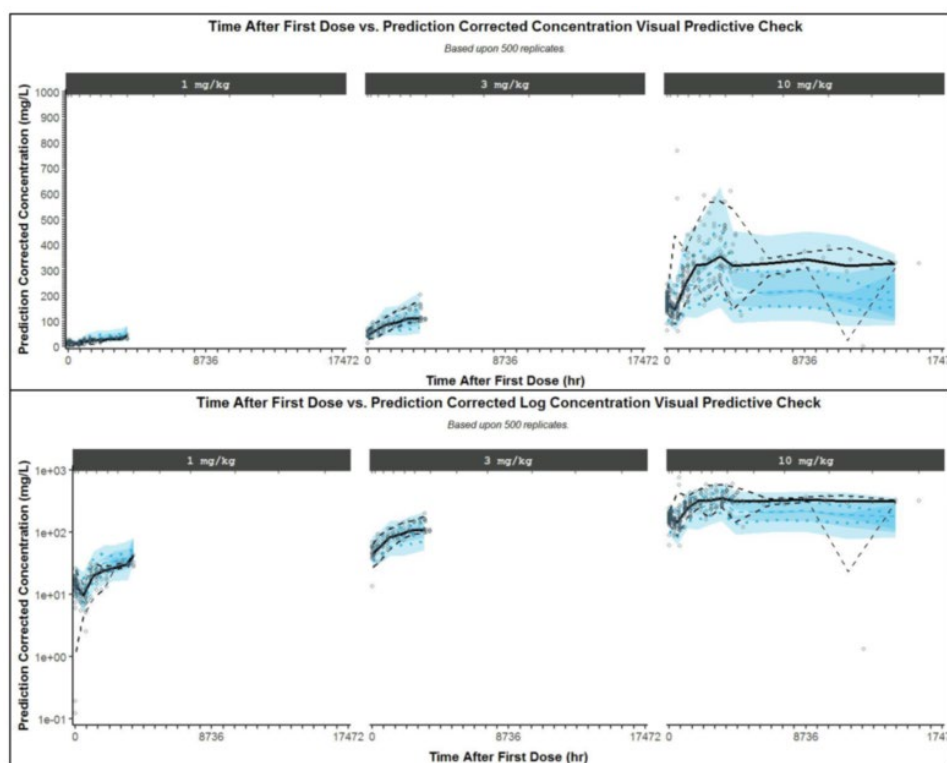 Time After First Dose vs. Prediction Corrected Concentration Visual Predictive Check
Based upon 500 replicates.
1 mg/kg 3 mg/kg 10 mg/kg
Prediction Corrected Concentration (mg/L)
1000
900
800
700
600
500
400
300
200
100
0
0 8736 17472 0 8736 17472 0 8736 1747
Time After First Dose (hr)
Time After First Dose vs. Prediction Corrected Log Concentration Visual Predictive Check
Based upon 500 replicates.
1 mg/kg 3 mg/kg 10 mg/kg
Prediction Corrected Concentration (mg/L)
1e+03
1e+02
1e+01
1e+00
1e-01
0 8736 17472 0 8736 17472 0 8736 1747
Time After First Dose (hr)